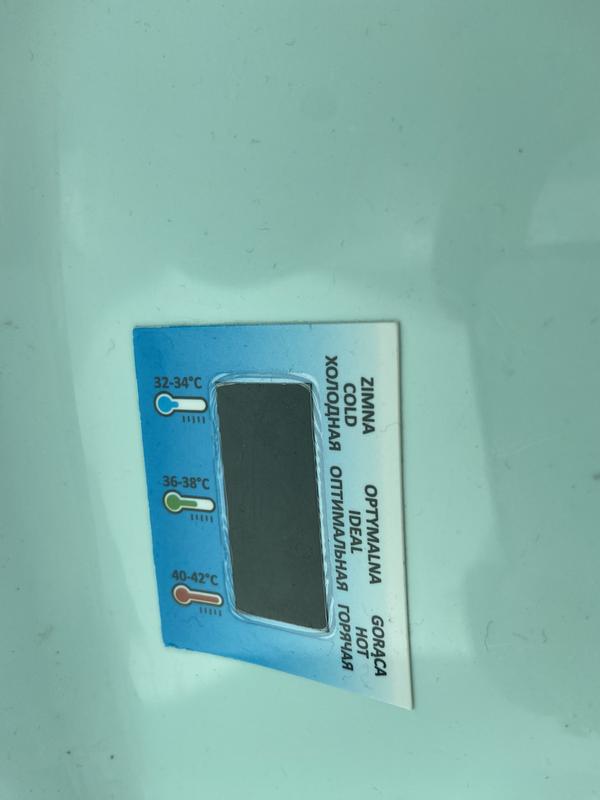 ZIMNA
COLD
ХОЛОДНАЯ
OPTYMALNA
IDEAL
ОПТИМАЛЬНАЯ
GORĄCA
HOT
ГОРЯЧАЯ
32-34°C
36-38°C
40-42°C